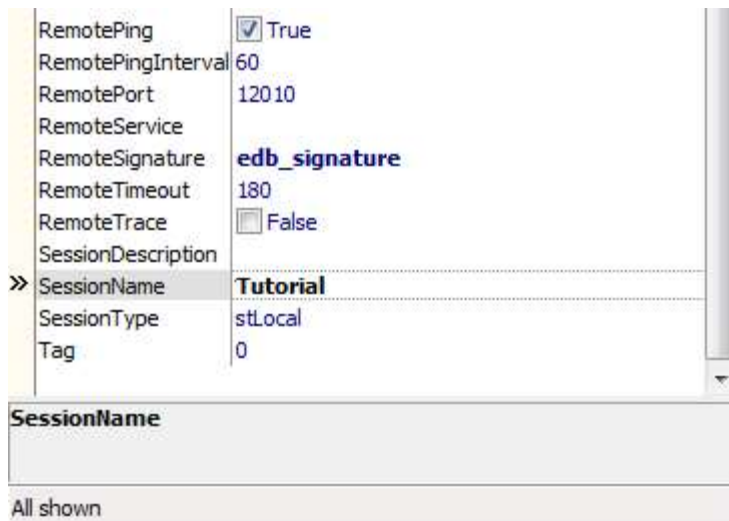 RemotePing True
RemotePingInterval 60
RemotePort 12010
RemoteService
RemoteSignature edb_signature
RemoteTimeout 180
RemoteTrace False
SessionDescription
» SessionName Tutorial
SessionType stLocal
Tag 0
SessionName
All shown